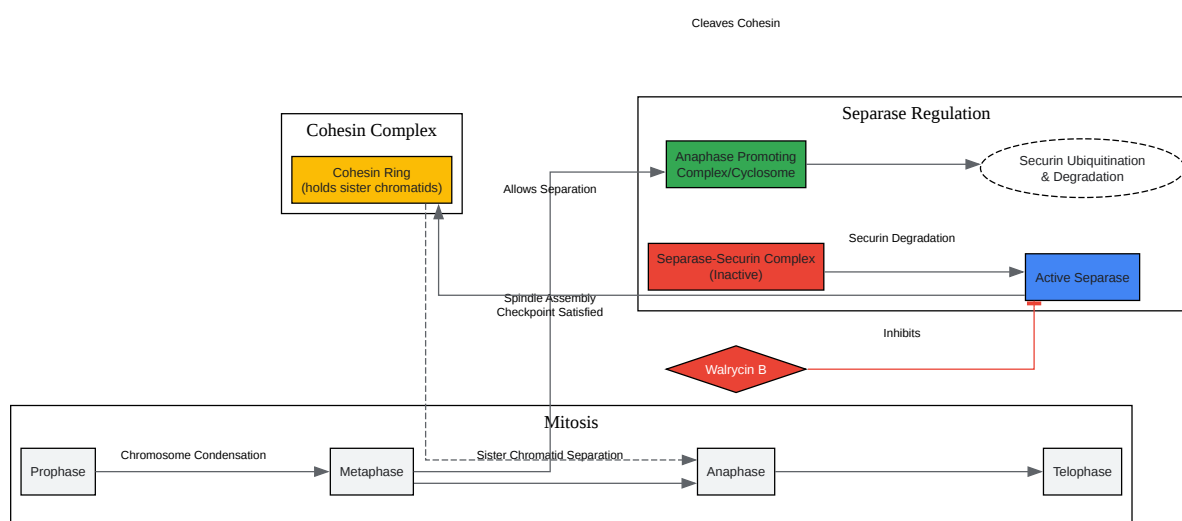 Cleaves Cohesin
Separase Regulation
Cohesin Complex
Anaphase Promoting
Complex/Cyclosome
Securin Ubiquitination
& Degradation
Cohesin Ring
(holds sister chromatids)
Allows Separation
Securin Degradation
Separase-Securin Complex
(Inactive)
Active Separase
Spindle Assembly
Checkpoint Satisfied
Inhibits
Walrycin B
Mitosis
Chromosome Condensation
Sister Chromatid Separation
Prophase
Metaphase
Anaphase
Telophase